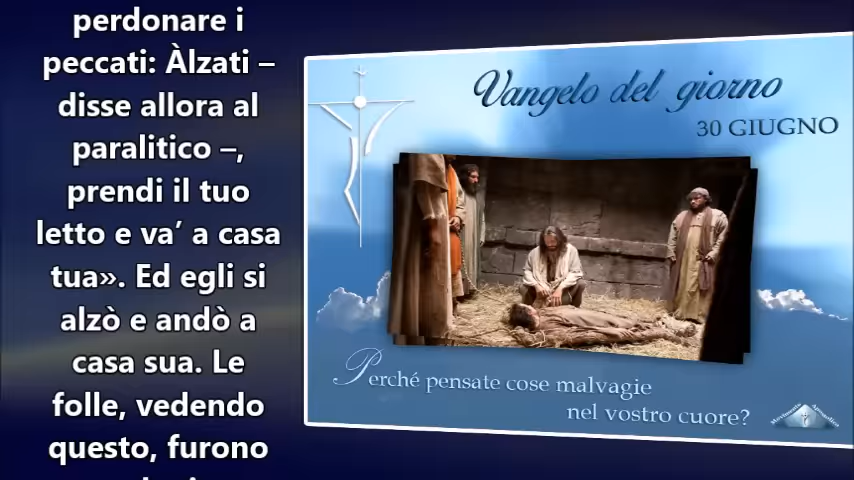 perdonare i
peccati: Àlzati –
disse allora al
paralitico –,
prendi il tuo
letto e va’ a casa
tua». Ed egli si
alzò e andò a
casa sua. Le
folle, vedendo
questo, furono
Vangelo del giorno
30 GIUGNO
Perché pensate cose malvagie
nel vostro cuore?